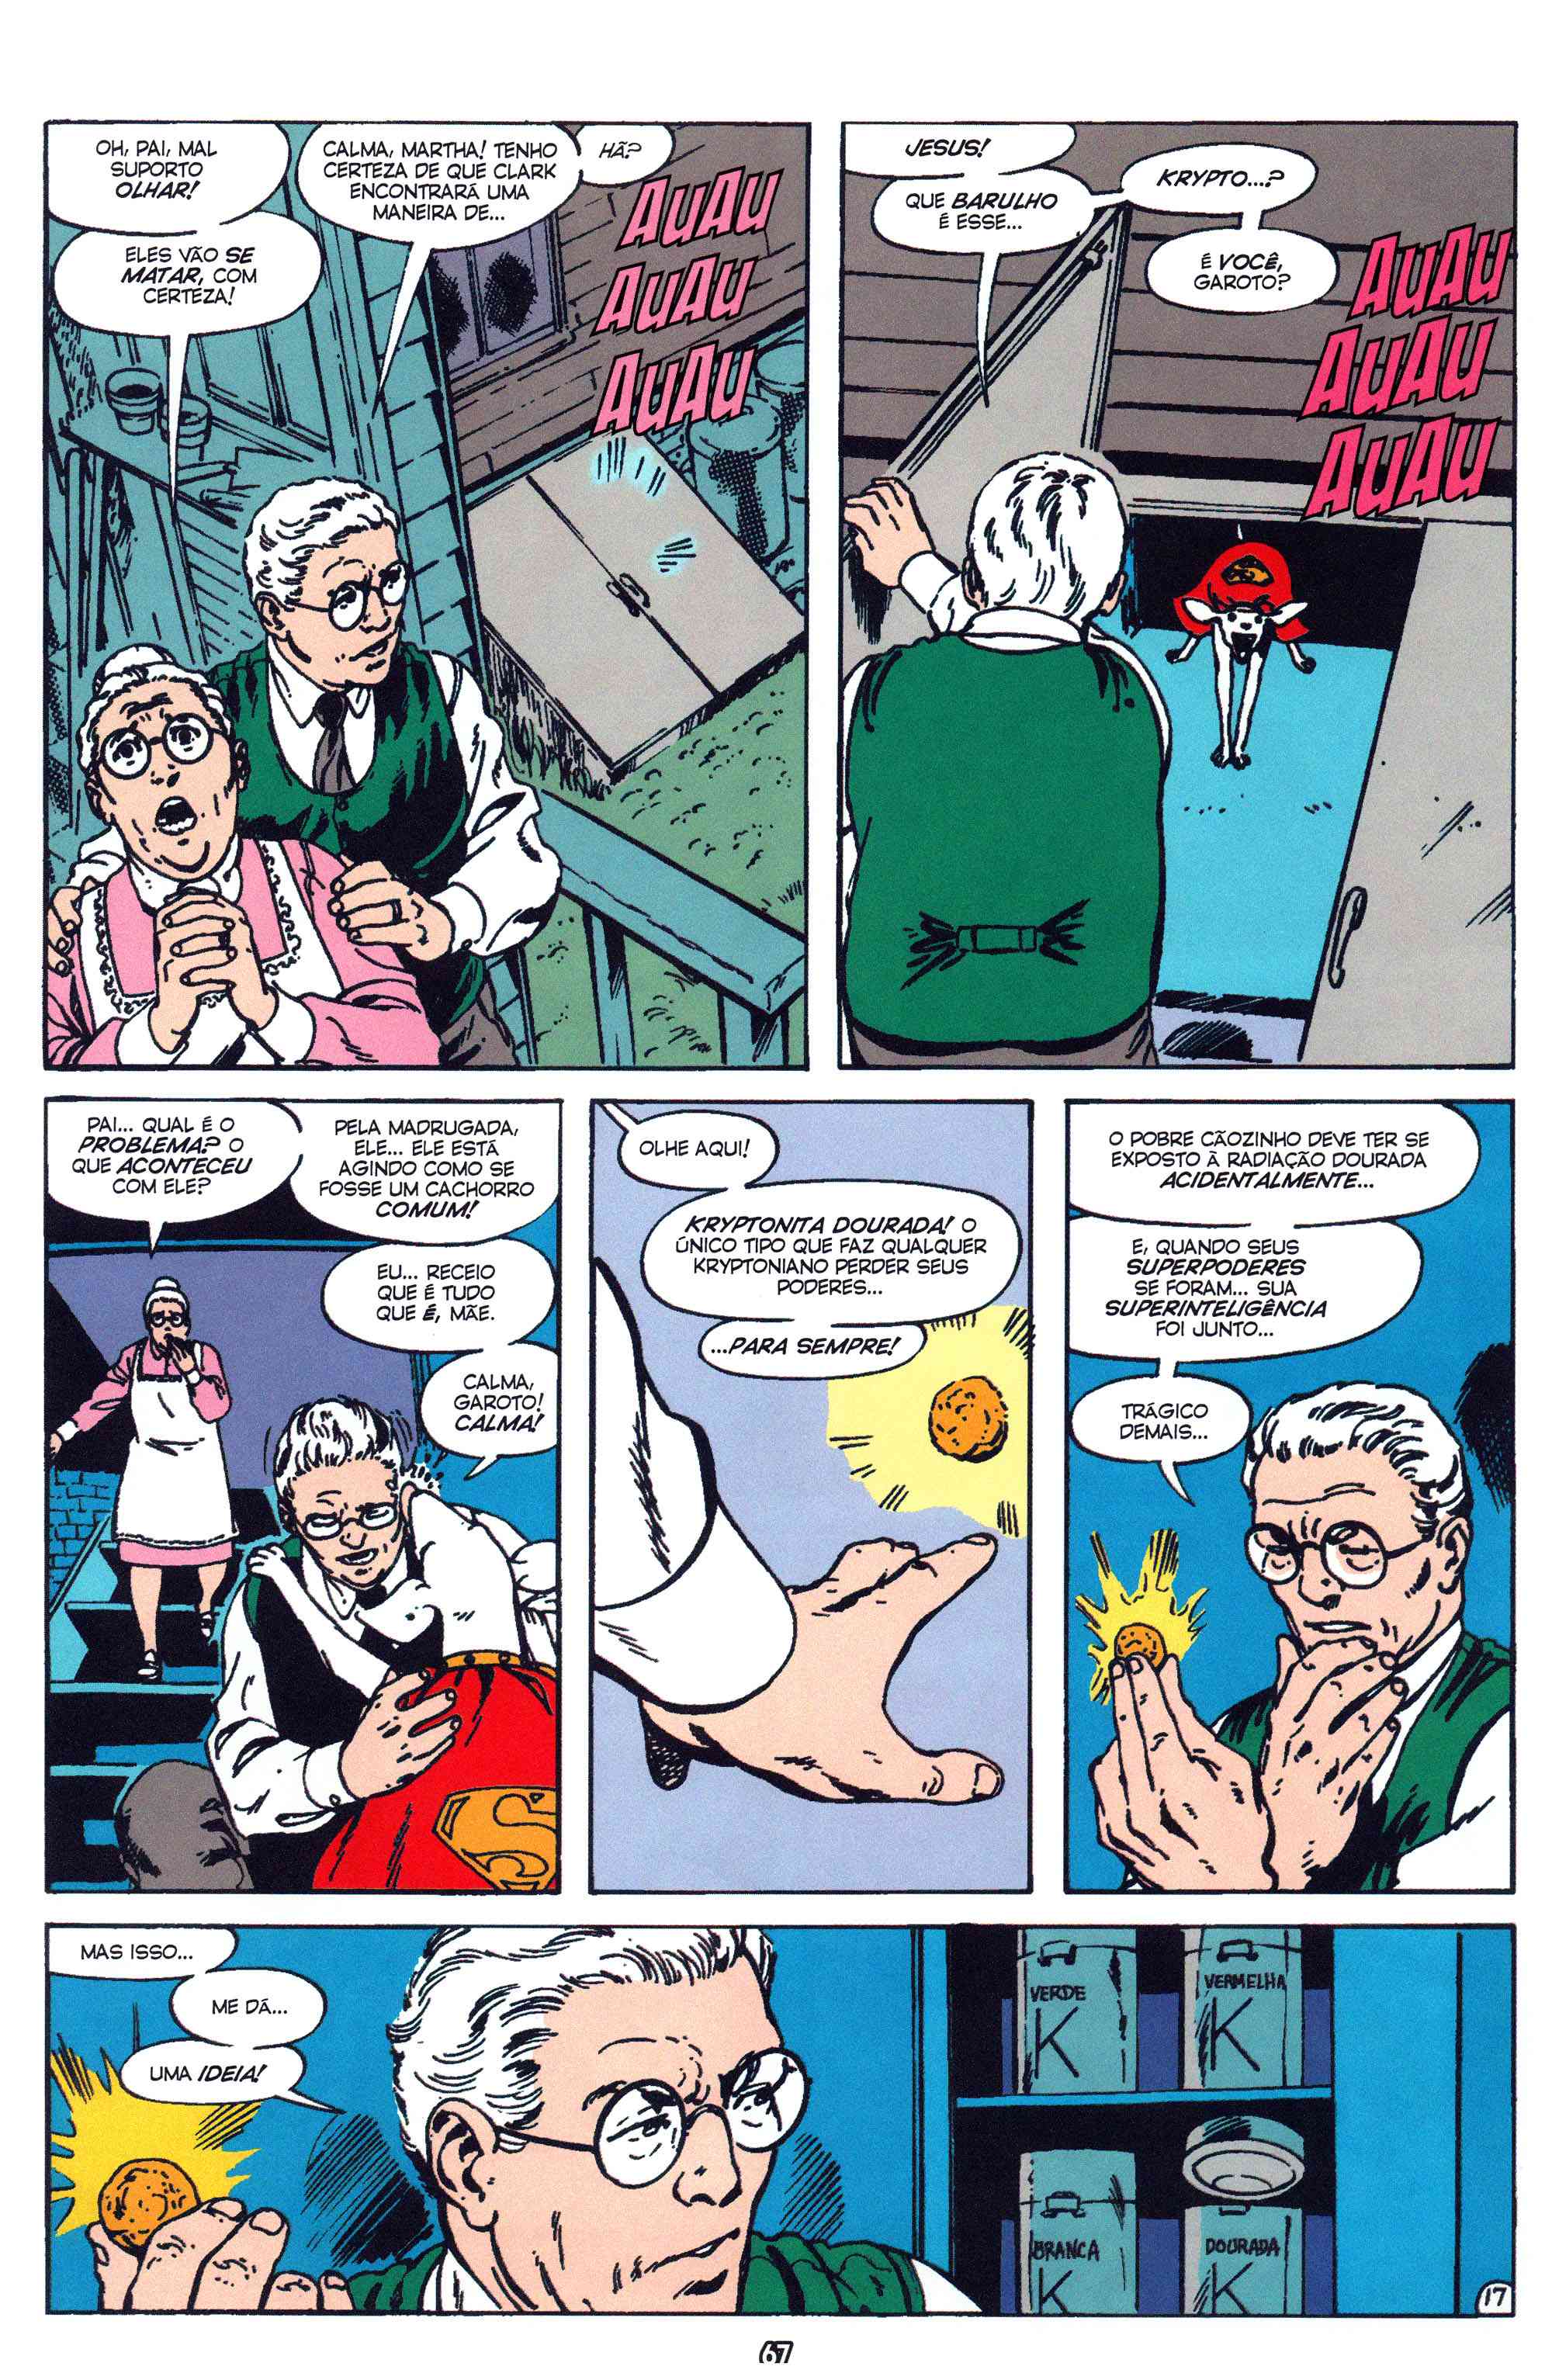 OH, PAI, MAL
SUPORTO
OLHAR!
ELES VÃO SE
MATAR, COM
CERTEZA!
CALMA, MARTHA! TENHO
CERTEZA DE QUE CLARK
ENCONTRARÁ UMA
MANEIRA DE...
HÃ?
AUAU
AUAU
AUAU
JESUS!
QUE BARULHO
É ESSE...
KRYPTO...?
É VOCÊ,
GAROTO?
AUAU
AUAU
AUAU
PAI... QUAL É O
PROBLEMA? O
QUE ACONTECEU
COM ELE?
PELA MADRUGADA,
ELE... ELE ESTÁ
AGINDO COMO SE
FOSSE UM CACHORRO
COMUM!
EU... RECEIO
QUE É TUDO
QUE É, MÃE.
CALMA,
GAROTO!
CALMA!
S
OLHE AQUI!
KRYPTONITA DOURADA! O
ÚNICO TIPO QUE FAZ QUALQUER
KRYPTONIANO PERDER SEUS
PODERES...
...PARA SEMPRE!
O POBRE CÃOZINHO DEVE TER SE
EXPOSTO À RADIAÇÃO DOURADA
ACIDENTALMENTE...
E, QUANDO SEUS
SUPERPODERES
SE FORAM... SUA
SUPERINTELIGÊNCIA
FOI JUNTO...
TRÁGICO
DEMAIS...
MAS ISSO...
ME DÁ...
UMA IDEIA!
VERDE
K
VERMELHA
K
BRANCA
K
DOURADA
K
17
67